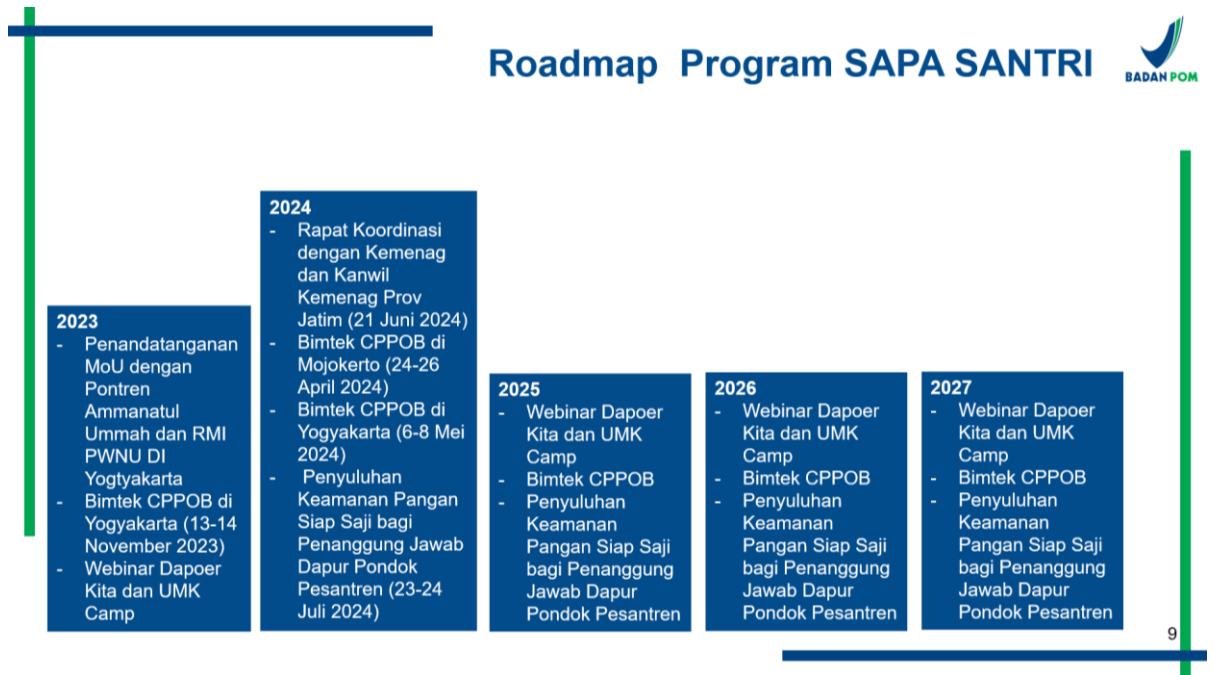 Roadmap Program SAPA SANTRI
BADAN POM
2023
- Penandatanganan
MoU dengan
Pontren
Ammanatul
Ummah dan RMI
PWNU DI
Yogtyakarta
- Bimtek CPPOB di
Yogyakarta (13-14
November 2023)
- Webinar Dapoer
Kita dan UMK
Camp
2024
- Rapat Koordinasi
dengan Kemenag
dan Kanwil
Kemenag Prov
Jatim (21 Juni 2024)
- Bimtek CPPOB di
Mojokerto (24-26
April 2024)
- Bimtek CPPOB di
Yogyakarta (6-8 Mei
2024)
- Penyuluhan
Keamanan Pangan
Siap Saji bagi
Penanggung Jawab
Dapur Pondok
Pesantren (23-24
Juli 2024)
2025
- Webinar Dapoer
Kita dan UMK
Camp
- Bimtek CPPOB
- Penyuluhan
Keamanan
Pangan Siap Saji
bagi Penanggung
Jawab Dapur
Pondok Pesantren
2026
- Webinar Dapoer
Kita dan UMK
Camp
- Bimtek CPPOB
- Penyuluhan
Keamanan
Pangan Siap Saji
bagi Penanggung
Jawab Dapur
Pondok Pesantren
2027
- Webinar Dapoer
Kita dan UMK
Camp
- Bimtek CPPOB
- Penyuluhan
Keamanan
Pangan Siap Saji
bagi Penanggung
Jawab Dapur
Pondok Pesantren
9